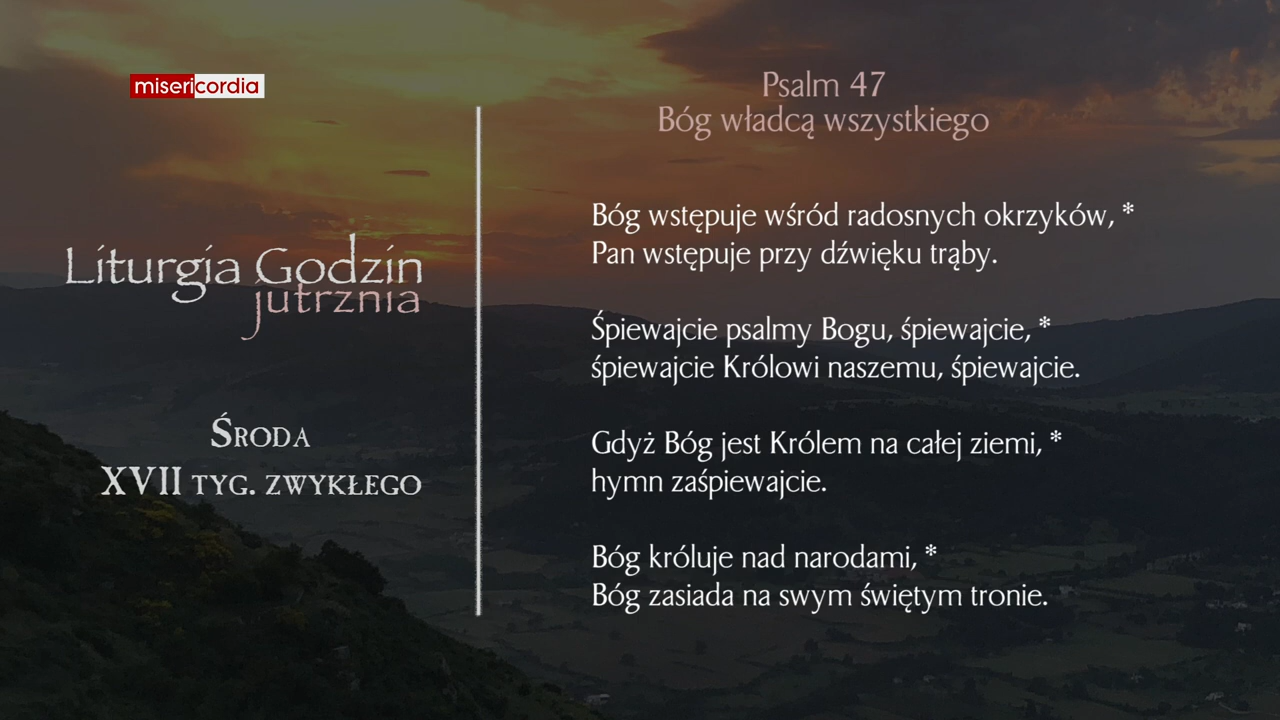 misericordia
Liturgia Godzin
jutrznia
Środa
XVII tyg. zwykłego
Psalm 47
Bóg władcą wszystkiego
Bóg wstępuje wśród radosnych okrzyków, *
Pan wstępuje przy dźwięku trąby.
Śpiewajcie psalmy Bogu, śpiewajcie, *
śpiewajcie Królowi naszemu, śpiewajcie.
Gdyż Bóg jest Królem na całej ziemi, *
hymn zaśpiewajcie.
Bóg króluje nad narodami, *
Bóg zasiada na swym świętym tronie.